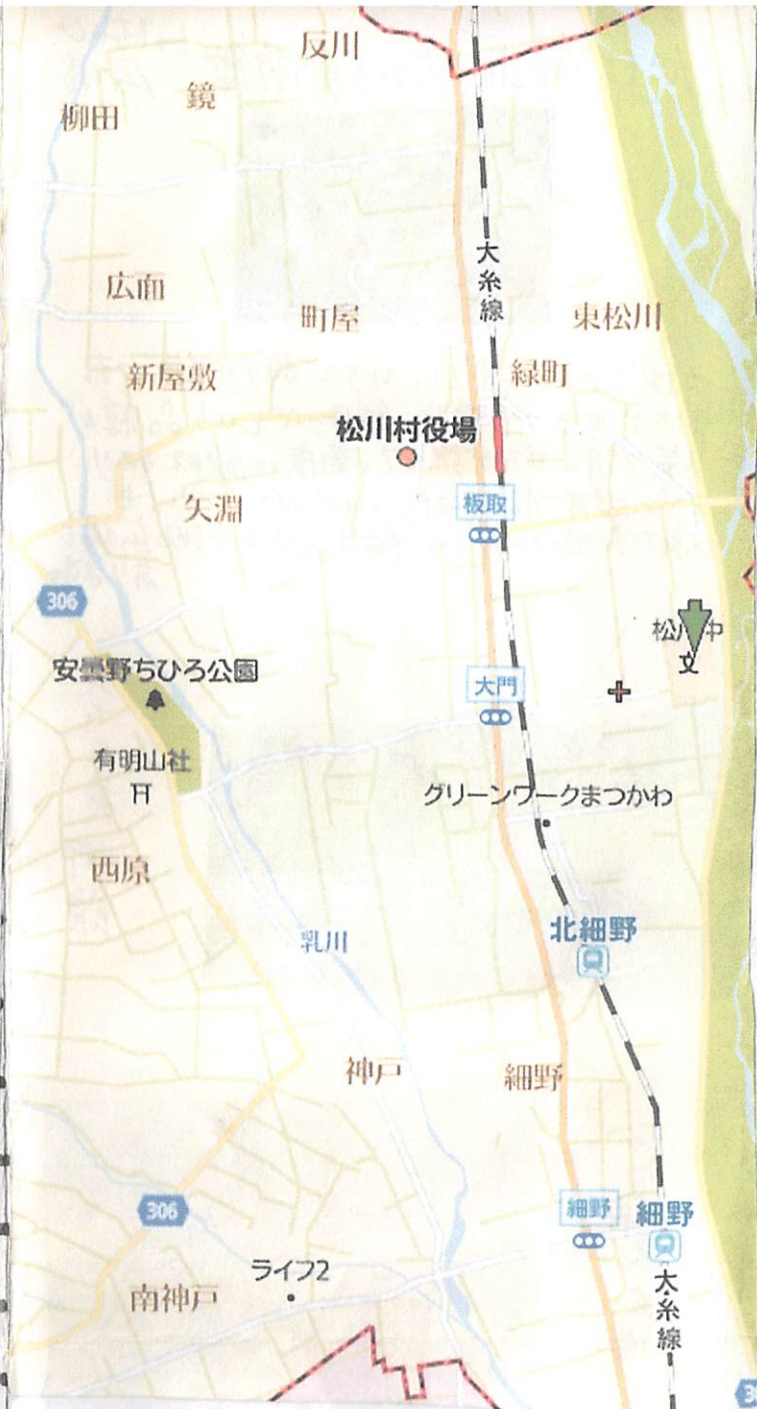 反川
鏡
柳田
大糸線
広面
町屋
東松川
新屋敷
緑町
松川村役場
板取
矢淵
306
松川中
文
安曇野ちひろ公園
大門
有明山社
グリーンワークまつかわ
西原
北細野
乳川
神戸
細野
306
細野
細野
ライフ2
南神戸
大糸線